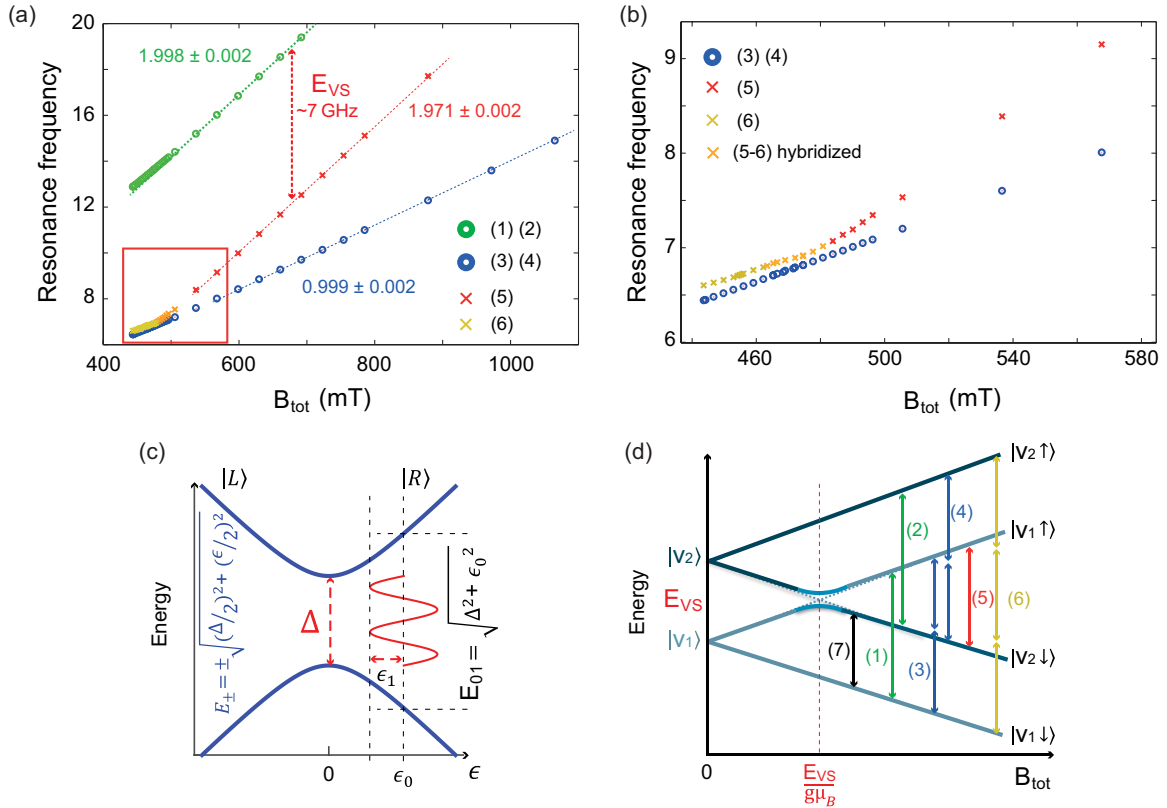 (a)
20
16
12
8
Resonance frequency
400 600 800 1000
B_tot (mT)
1.998 ± 0.002
E_VS
~7 GHz
1.971 ± 0.002
0.999 ± 0.002
(1) (2)
(3) (4)
(5)
(6)
(b)
9
8
7
6
Resonance frequency
460 500 540 580
B_tot (mT)
(3) (4)
(5)
(6)
(5-6) hybridized
(c)
Energy
|L⟩
|R⟩
E± = ± √(Δ/2)² + (ϵ/2)²
Δ
ϵ₁
E₀₁ = √Δ² + ϵ₀²
0
ϵ₀
ϵ
(d)
Energy
|v₂⟩
E_VS
|v₁⟩
|v₂↑⟩
|v₁↑⟩
|v₂↓⟩
|v₁↓⟩
(4)
(2)
(5)
(6)
(7)
(1)
(3)
0
E_VS
gμ_B
B_tot